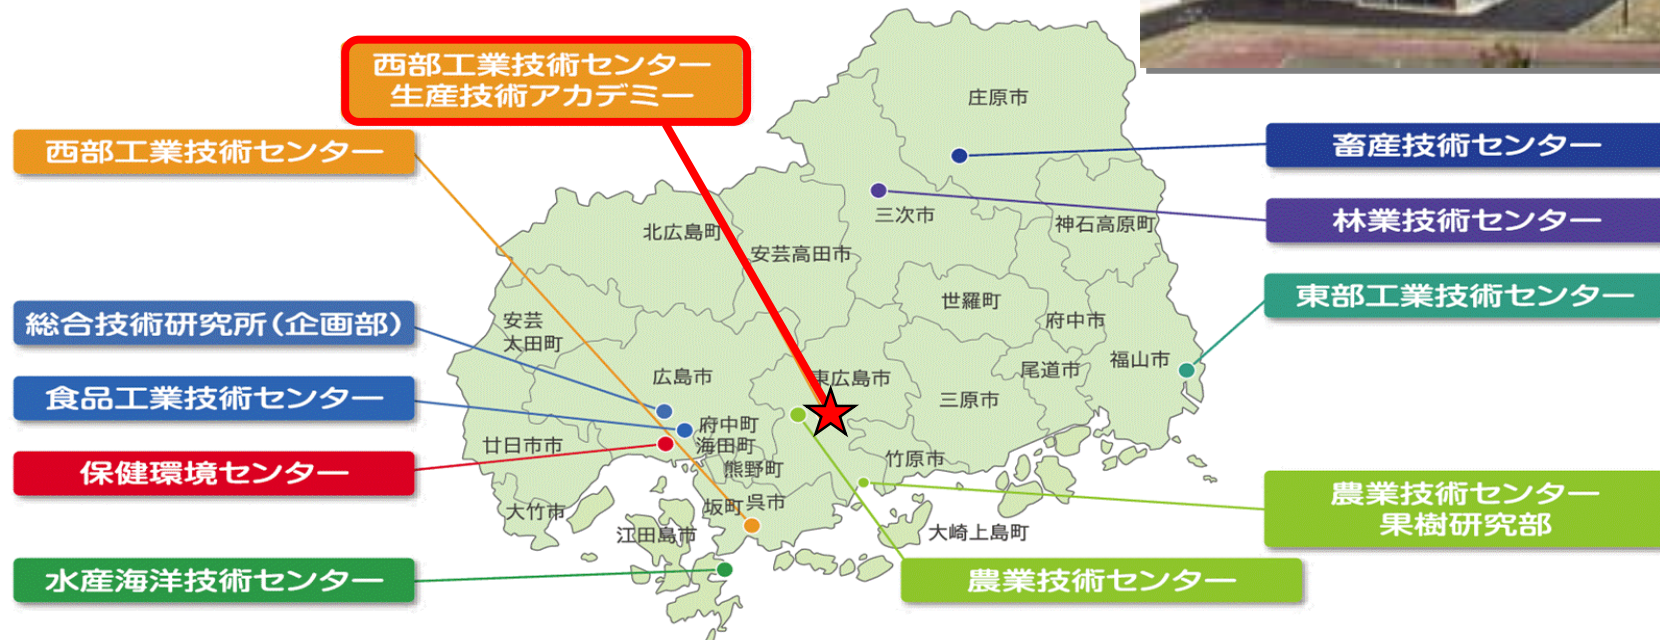 西部工業技術センター
生産技術アカデミー
西部工業技術センター
総合技術研究所(企画部)
食品工業技術センター
保健環境センター
水産海洋技術センター
畜産技術センター
林業技術センター
東部工業技術センター
農業技術センター
果樹研究部
農業技術センター
庄原市
三次市
神石高原町
北広島町
安芸高田市
世羅町
府中市
安芸
太田町
福山市
尾道市
広島市
東広島市
三原市
府中町
海田町
廿日市市
熊野町
竹原市
坂町
呉市
大竹市
江田島市
大崎上島町